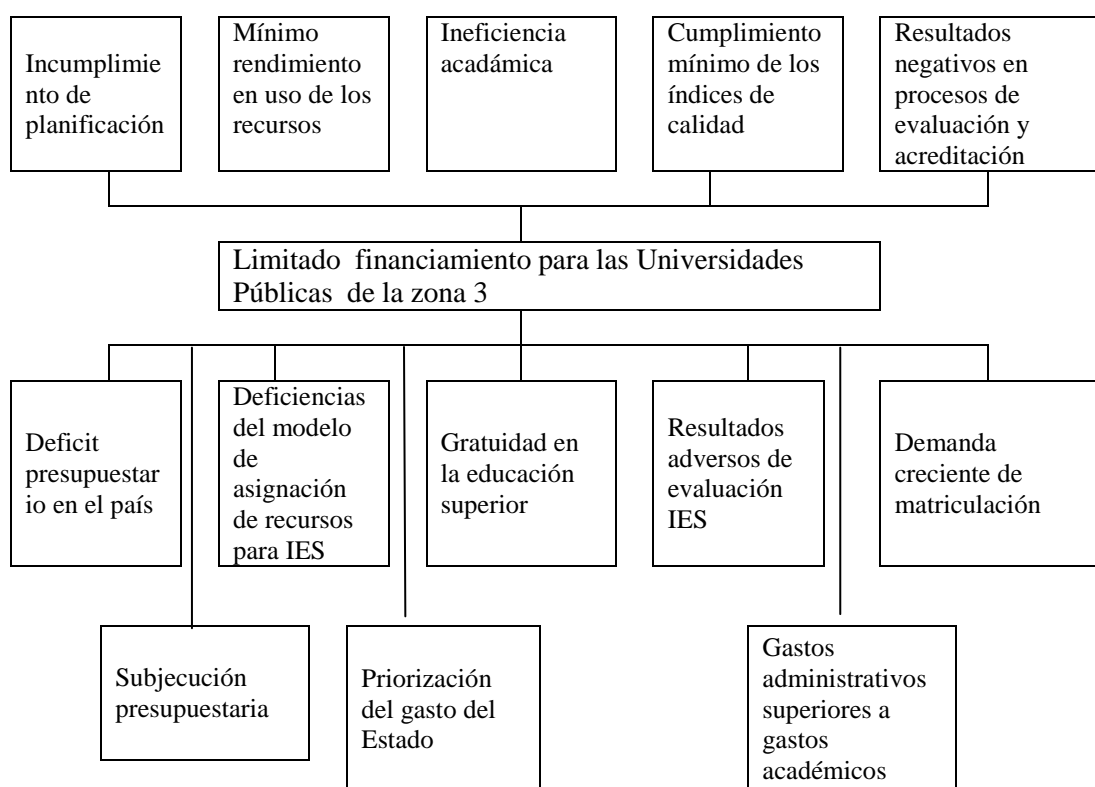 Incumplimie
nto de
planificación
Mínimo
rendimiento
en uso de los
recursos
Ineficiencia
acadámica
Cumplimiento
mínimo de los
índices de
calidad
Resultados
negativos en
procesos de
evaluación y
acreditación
Limitado financiamiento para las Universidades
Públicas de la zona 3
Deficit
presupuestar
io en el país
Deficiencias
del modelo
de
asignación
de recursos
para IES
Gratuidad en
la educación
superior
Resultados
adversos de
evaluación
IES
Demanda
creciente de
matriculación
Subjecución
presupuestaria
Priorización
del gasto del
Estado
Gastos
administrativos
superiores a
gastos
académicos